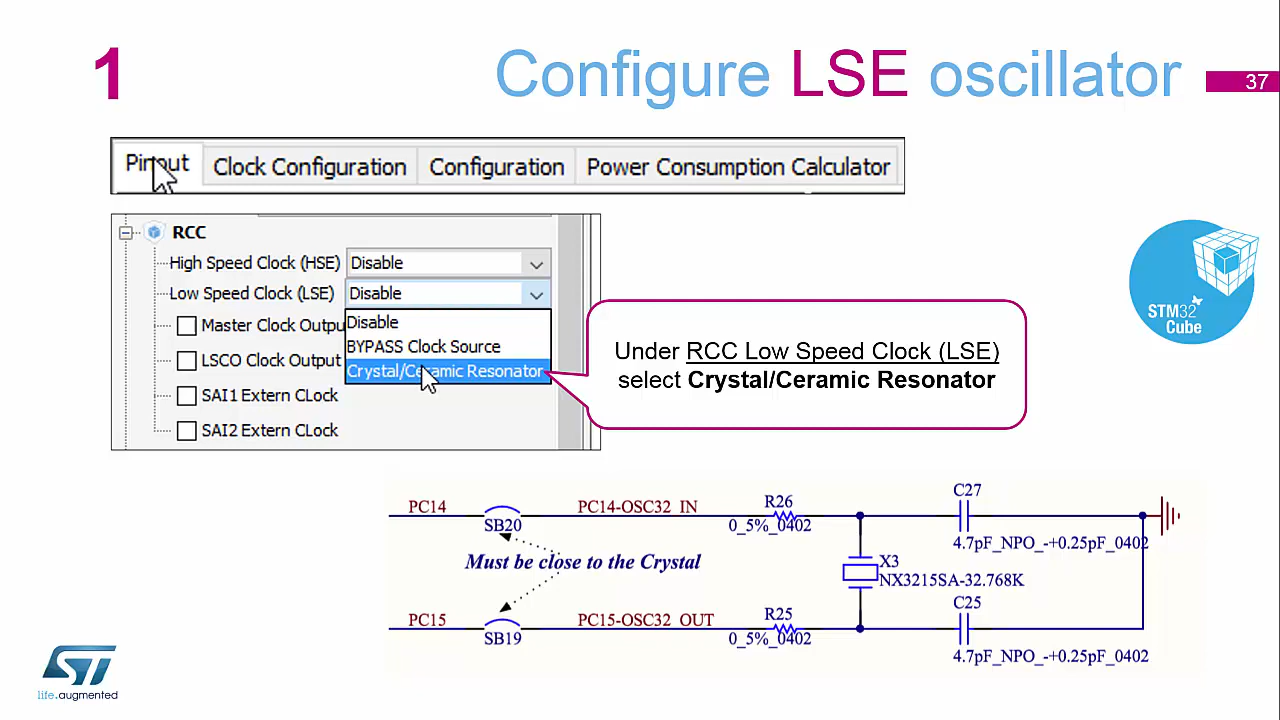 1
Configure LSE oscillator
37
Pinout
Clock Configuration
Configuration
Power Consumption Calculator
RCC
High Speed Clock (HSE)
Disable
Low Speed Clock (LSE)
Disable
Master Clock Outpu
Disable
BYPASS Clock Source
LSCO Clock Output
Crystal/Ceramic Resonator
SAI1 Extern CLock
SAI2 Extern CLock
Under RCC Low Speed Clock (LSE)
select Crystal/Ceramic Resonator
STM32
Cube
PC14
SB20
PC14-OSC32_IN
R26
0_5%_0402
C27
4.7pF_NPO_-+0.25pF_0402
Must be close to the Crystal
X3
NX3215SA-32.768K
PC15
SB19
PC15-OSC32_OUT
R25
0_5%_0402
C25
4.7pF_NPO_-+0.25pF_0402
ST
life.augmented